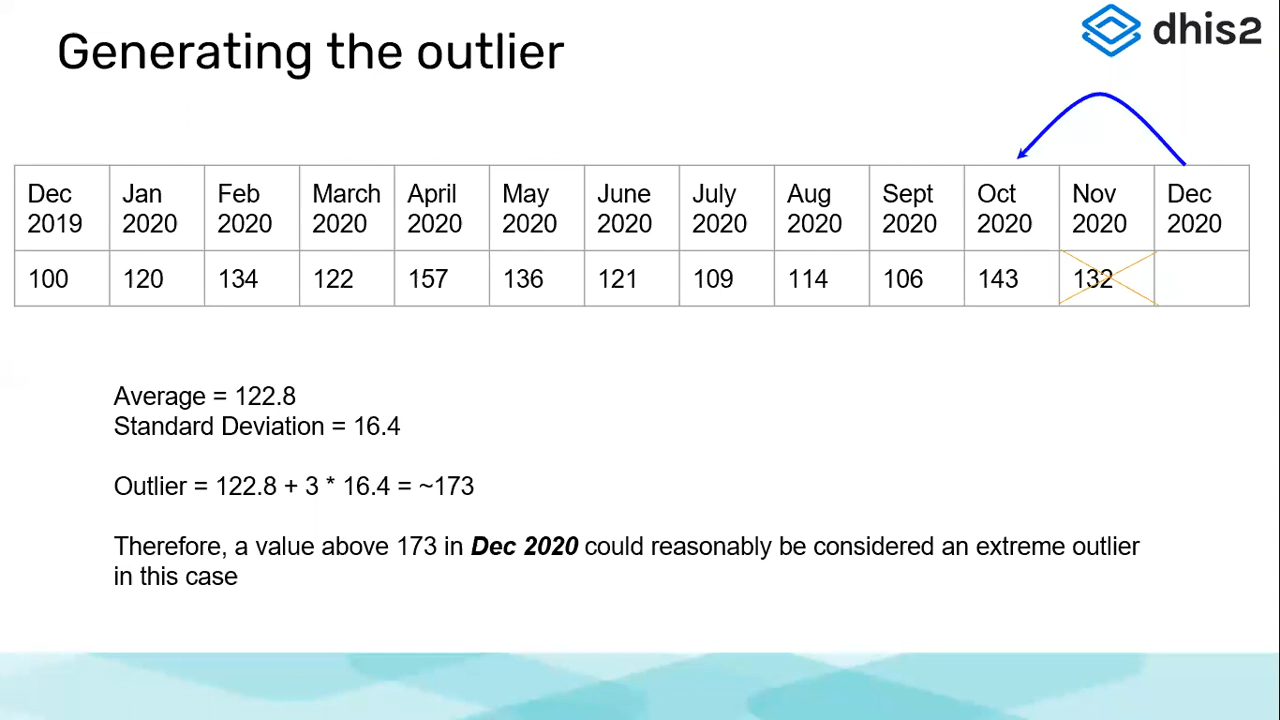 Generating the outlier
dhis2
Dec 2019 Jan 2020 Feb 2020 March 2020 April 2020 May 2020 June 2020 July 2020 Aug 2020 Sept 2020 Oct 2020 Nov 2020 Dec 2020
100 120 134 122 157 136 121 109 114 106 143 132
Average = 122.8
Standard Deviation = 16.4
Outlier = 122.8 + 3 * 16.4 = ~173
Therefore, a value above 173 in Dec 2020 could reasonably be considered an extreme outlier
in this case